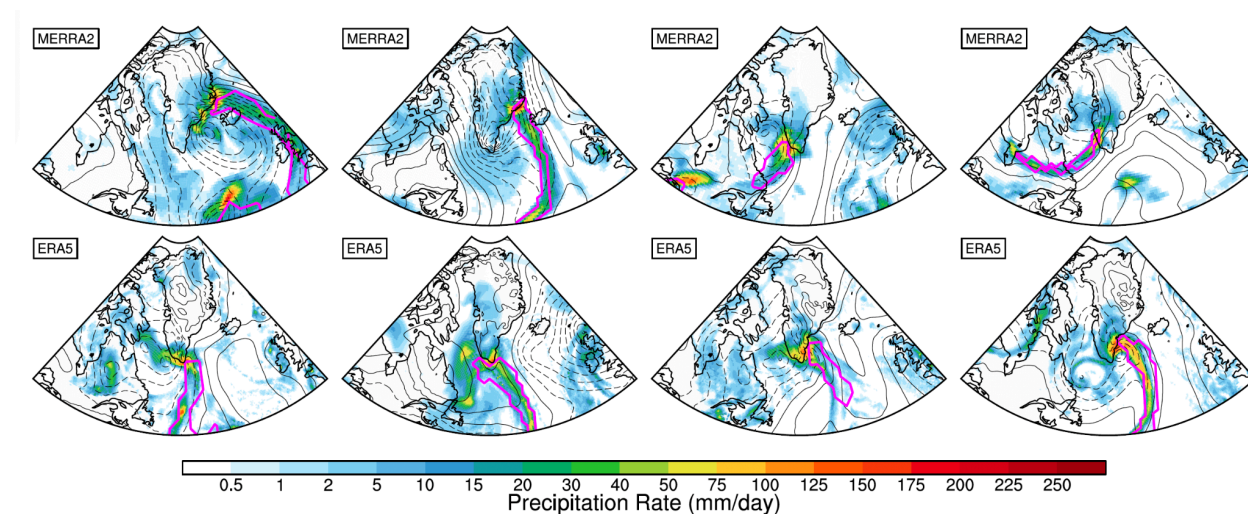 MERRA2 MERRA2 MERRA2 MERRA2
ERA5 ERA5 ERA5 ERA5
0.5 1 2 5 10 15 20 30 40 50 75 100 125 150 175 200 225 250
Precipitation Rate (mm/day)